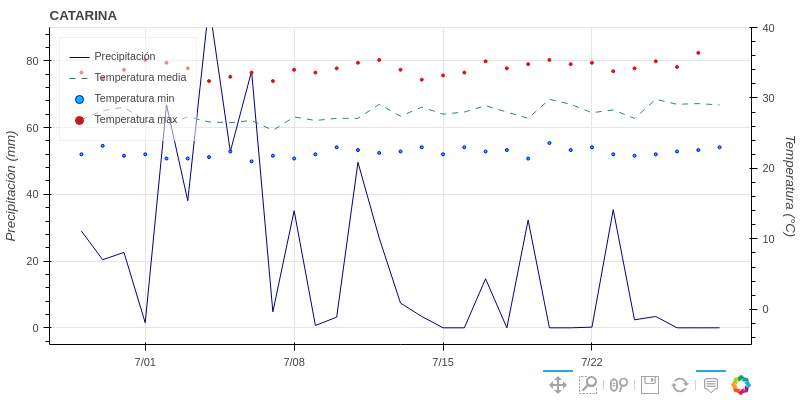 CATARINA
Precipitación
Temperatura media
Temperatura min
Temperatura max
Precipitación (mm)
80
60
40
20
0
Temperatura (°C)
40
30
20
10
0
7/01
7/08
7/15
7/22